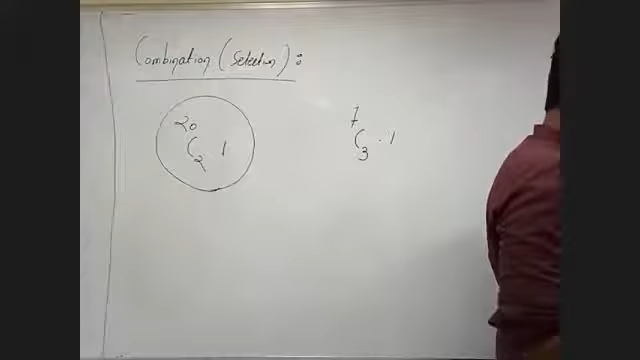 Combination (Selection) :
20
C . 1
2
7
C . 1
3